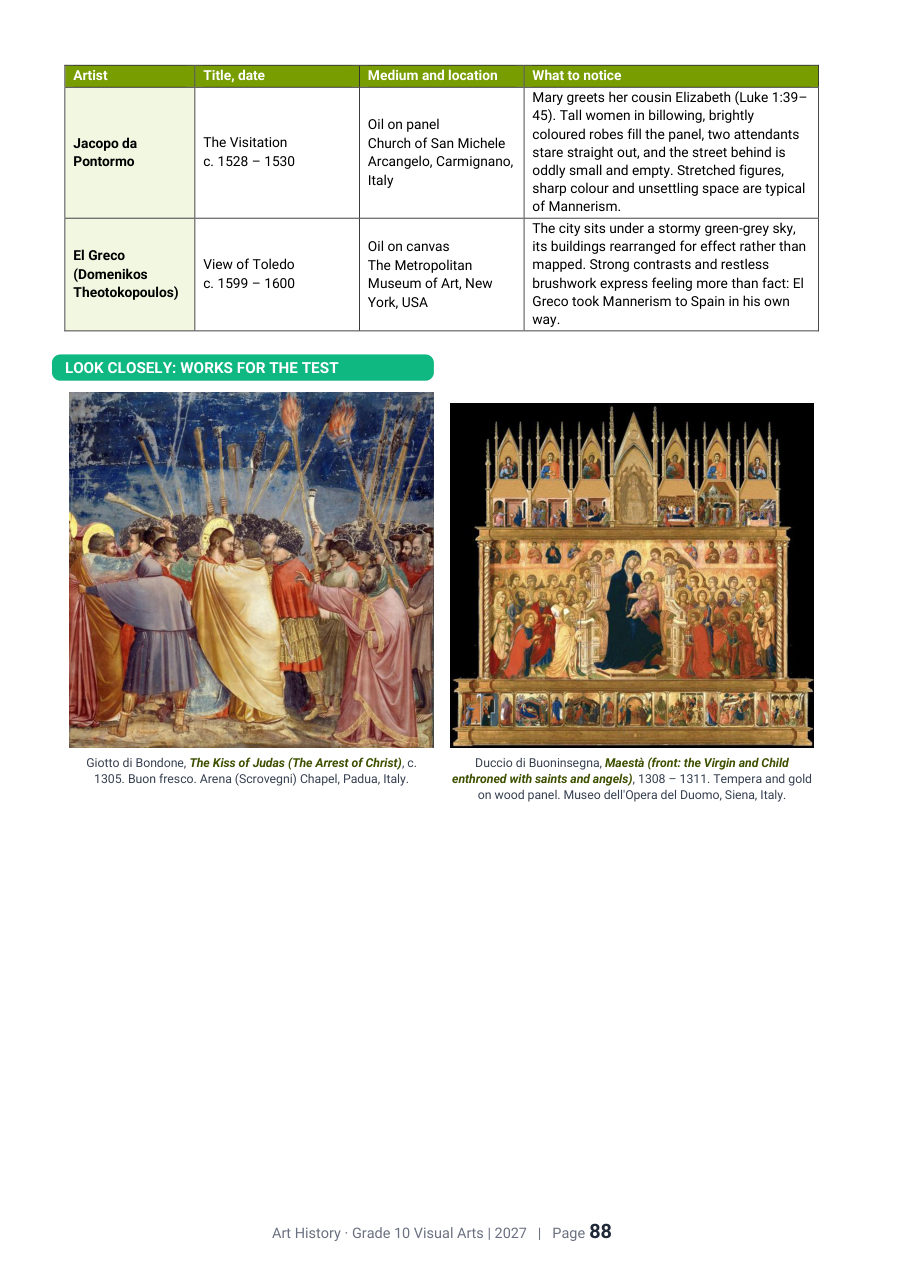 Artist Title, date Medium and location What to notice
Jacopo da
Pontormo
The Visitation
c. 1528 – 1530
Oil on panel
Church of San Michele
Arcangelo, Carmignano,
Italy
Mary greets her cousin Elizabeth (Luke 1:39–
45). Tall women in billowing, brightly
coloured robes fill the panel, two attendants
stare straight out, and the street behind is
oddly small and empty. Stretched figures,
sharp colour and unsettling space are typical
of Mannerism.
El Greco
(Domenikos
Theotokopoulos)
View of Toledo
c. 1599 – 1600
Oil on canvas
The Metropolitan
Museum of Art, New
York, USA
The city sits under a stormy green-grey sky,
its buildings rearranged for effect rather than
mapped. Strong contrasts and restless
brushwork express feeling more than fact: El
Greco took Mannerism to Spain in his own
way.
LOOK CLOSELY: WORKS FOR THE TEST
Giotto di Bondone, The Kiss of Judas (The Arrest of Christ), c.
1305. Buon fresco. Arena (Scrovegni) Chapel, Padua, Italy.
Duccio di Buoninsegna, Maestà (front: the Virgin and Child
enthroned with saints and angels), 1308 – 1311. Tempera and gold
on wood panel. Museo dell'Opera del Duomo, Siena, Italy.
Art History · Grade 10 Visual Arts | 2027 | Page 88